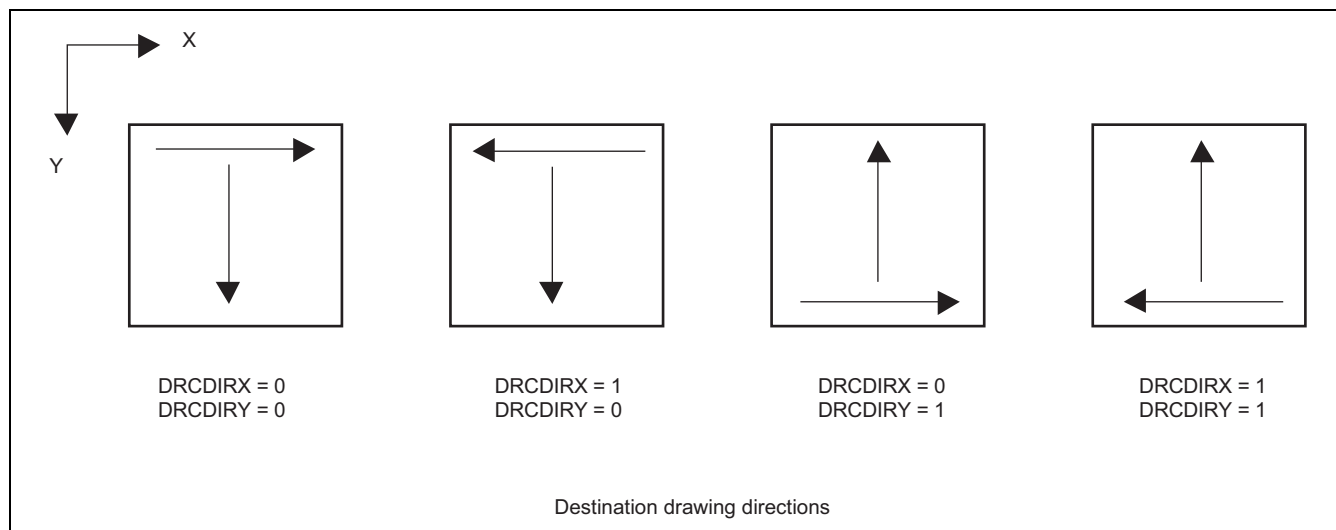 X
Y
DRCDIRX = 0
DRCDIRY = 0
DRCDIRX = 1
DRCDIRY = 0
DRCDIRX = 0
DRCDIRY = 1
DRCDIRX = 1
DRCDIRY = 1
Destination drawing directions